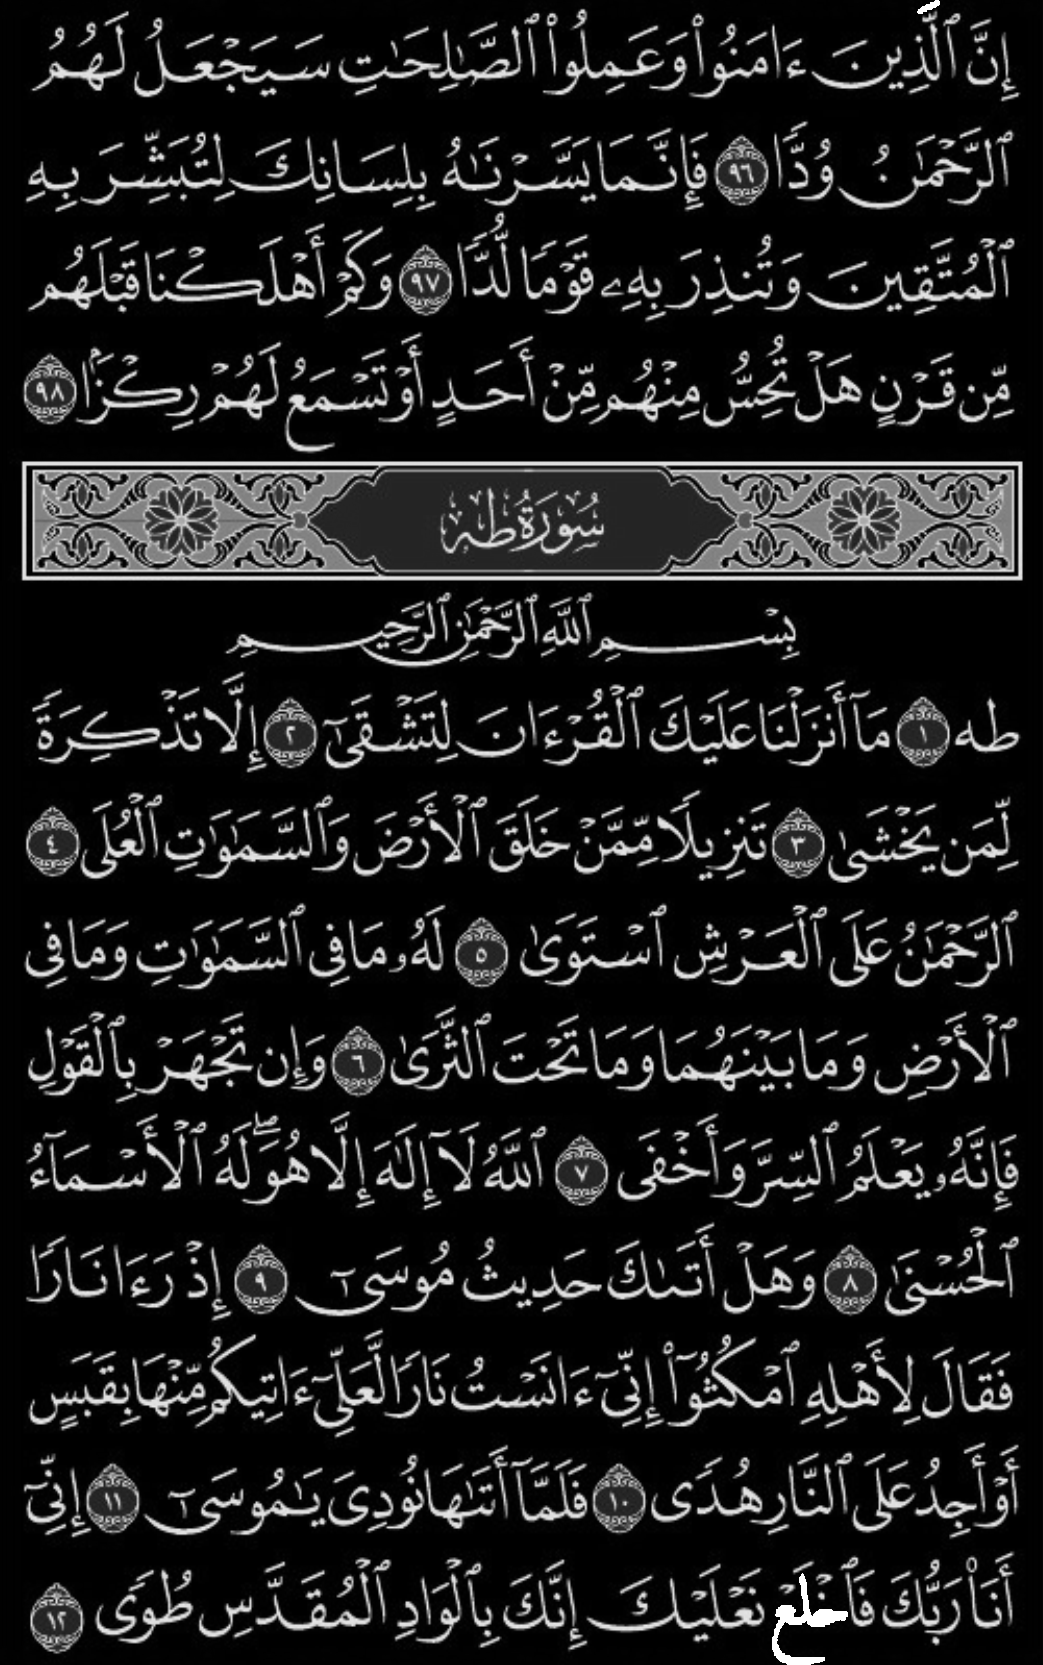 إِنَّ ٱلَّذِينَ ءَامَنُوا۟ وَعَمِلُوا۟ ٱلصَّٰلِحَٰتِ سَيَجْعَلُ لَهُمُ
ٱلرَّحْمَٰنُ وُدًّا ٩٦ فَإِنَّمَا يَسَّرْنَٰهُ بِلِسَانِكَ لِتُبَشِّرَ بِهِ
ٱلْمُتَّقِينَ وَتُنذِرَ بِهِۦ قَوْمًا لُّدًّا ٩٧ وَكَمْ أَهْلَكْنَا قَبْلَهُم
مِّن قَرْنٍ هَلْ تُحِسُّ مِنْهُم مِّنْ أَحَدٍ أَوْ تَسْمَعُ لَهُمْ رِكْزًۢا ٩٨
سُورَةُ طه
بِسْمِ ٱللَّهِ ٱلرَّحْمَٰنِ ٱلرَّحِيمِ
طه ١ مَآ أَنزَلْنَا عَلَيْكَ ٱلْقُرْءَانَ لِتَشْقَىٰٓ ٢ إِلَّا تَذْكِرَةً
لِّمَن يَخْشَىٰ ٣ تَنزِيلًا مِّمَّنْ خَلَقَ ٱلْأَرْضَ وَٱلسَّمَٰوَٰتِ ٱلْعُلَى ٤
ٱلرَّحْمَٰنُ عَلَى ٱلْعَرْشِ ٱسْتَوَىٰ ٥ لَهُۥ مَا فِى ٱلسَّمَٰوَٰتِ وَمَا فِى
ٱلْأَرْضِ وَمَا بَيْنَهُمَا وَمَا تَحْتَ ٱلثَّرَىٰ ٦ وَإِن تَجْهَرْ بِٱلْقَوْلِ
فَإِنَّهُۥ يَعْلَمُ ٱلسِّرَّ وَأَخْفَى ٧ ٱللَّهُ لَآ إِلَٰهَ إِلَّا هُوَ ۖ لَهُ ٱلْأَسْمَآءُ
ٱلْحُسْنَىٰ ٨ وَهَلْ أَتَىٰكَ حَدِيثُ مُوسَىٰٓ ٩ إِذْ رَءَا نَارًا
فَقَالَ لِأَهْلِهِ ٱمْكُثُوٓا۟ إِنِّىٓ ءَانَسْتُ نَارًا لَّعَلِّىٓ ءَاتِيكُم مِّنْهَا بِقَبَسٍ
أَوْ أَجِدُ عَلَى ٱلنَّارِ هُدًى ١٠ فَلَمَّآ أَتَىٰهَا نُودِىَ يَٰمُوسَىٰٓ ١١ إِنِّىٓ
أَنَا۠ رَبُّكَ فَٱخْلَعْ نَعْلَيْكَ إِنَّكَ بِٱلْوَادِ ٱلْمُقَدَّسِ طُوًى ١٢